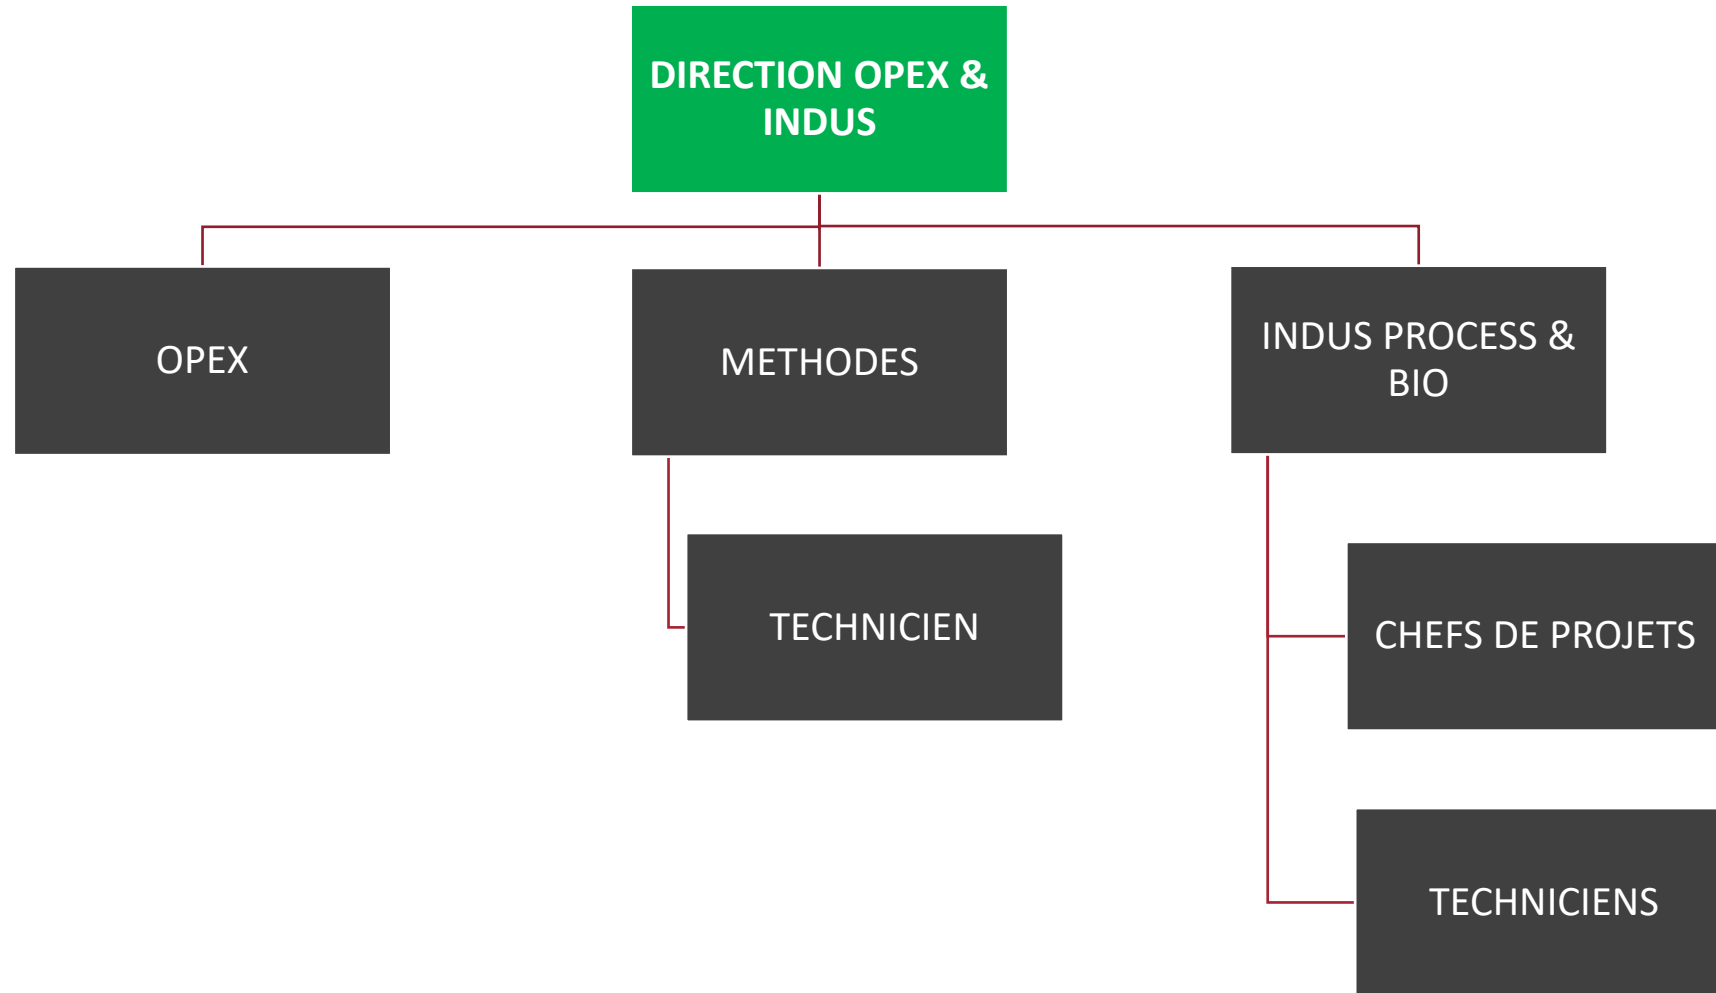 DIRECTION OPEX &
INDUS
OPEX
METHODES
INDUS PROCESS &
BIO
TECHNICIEN
CHEFS DE PROJETS
TECHNICIENS